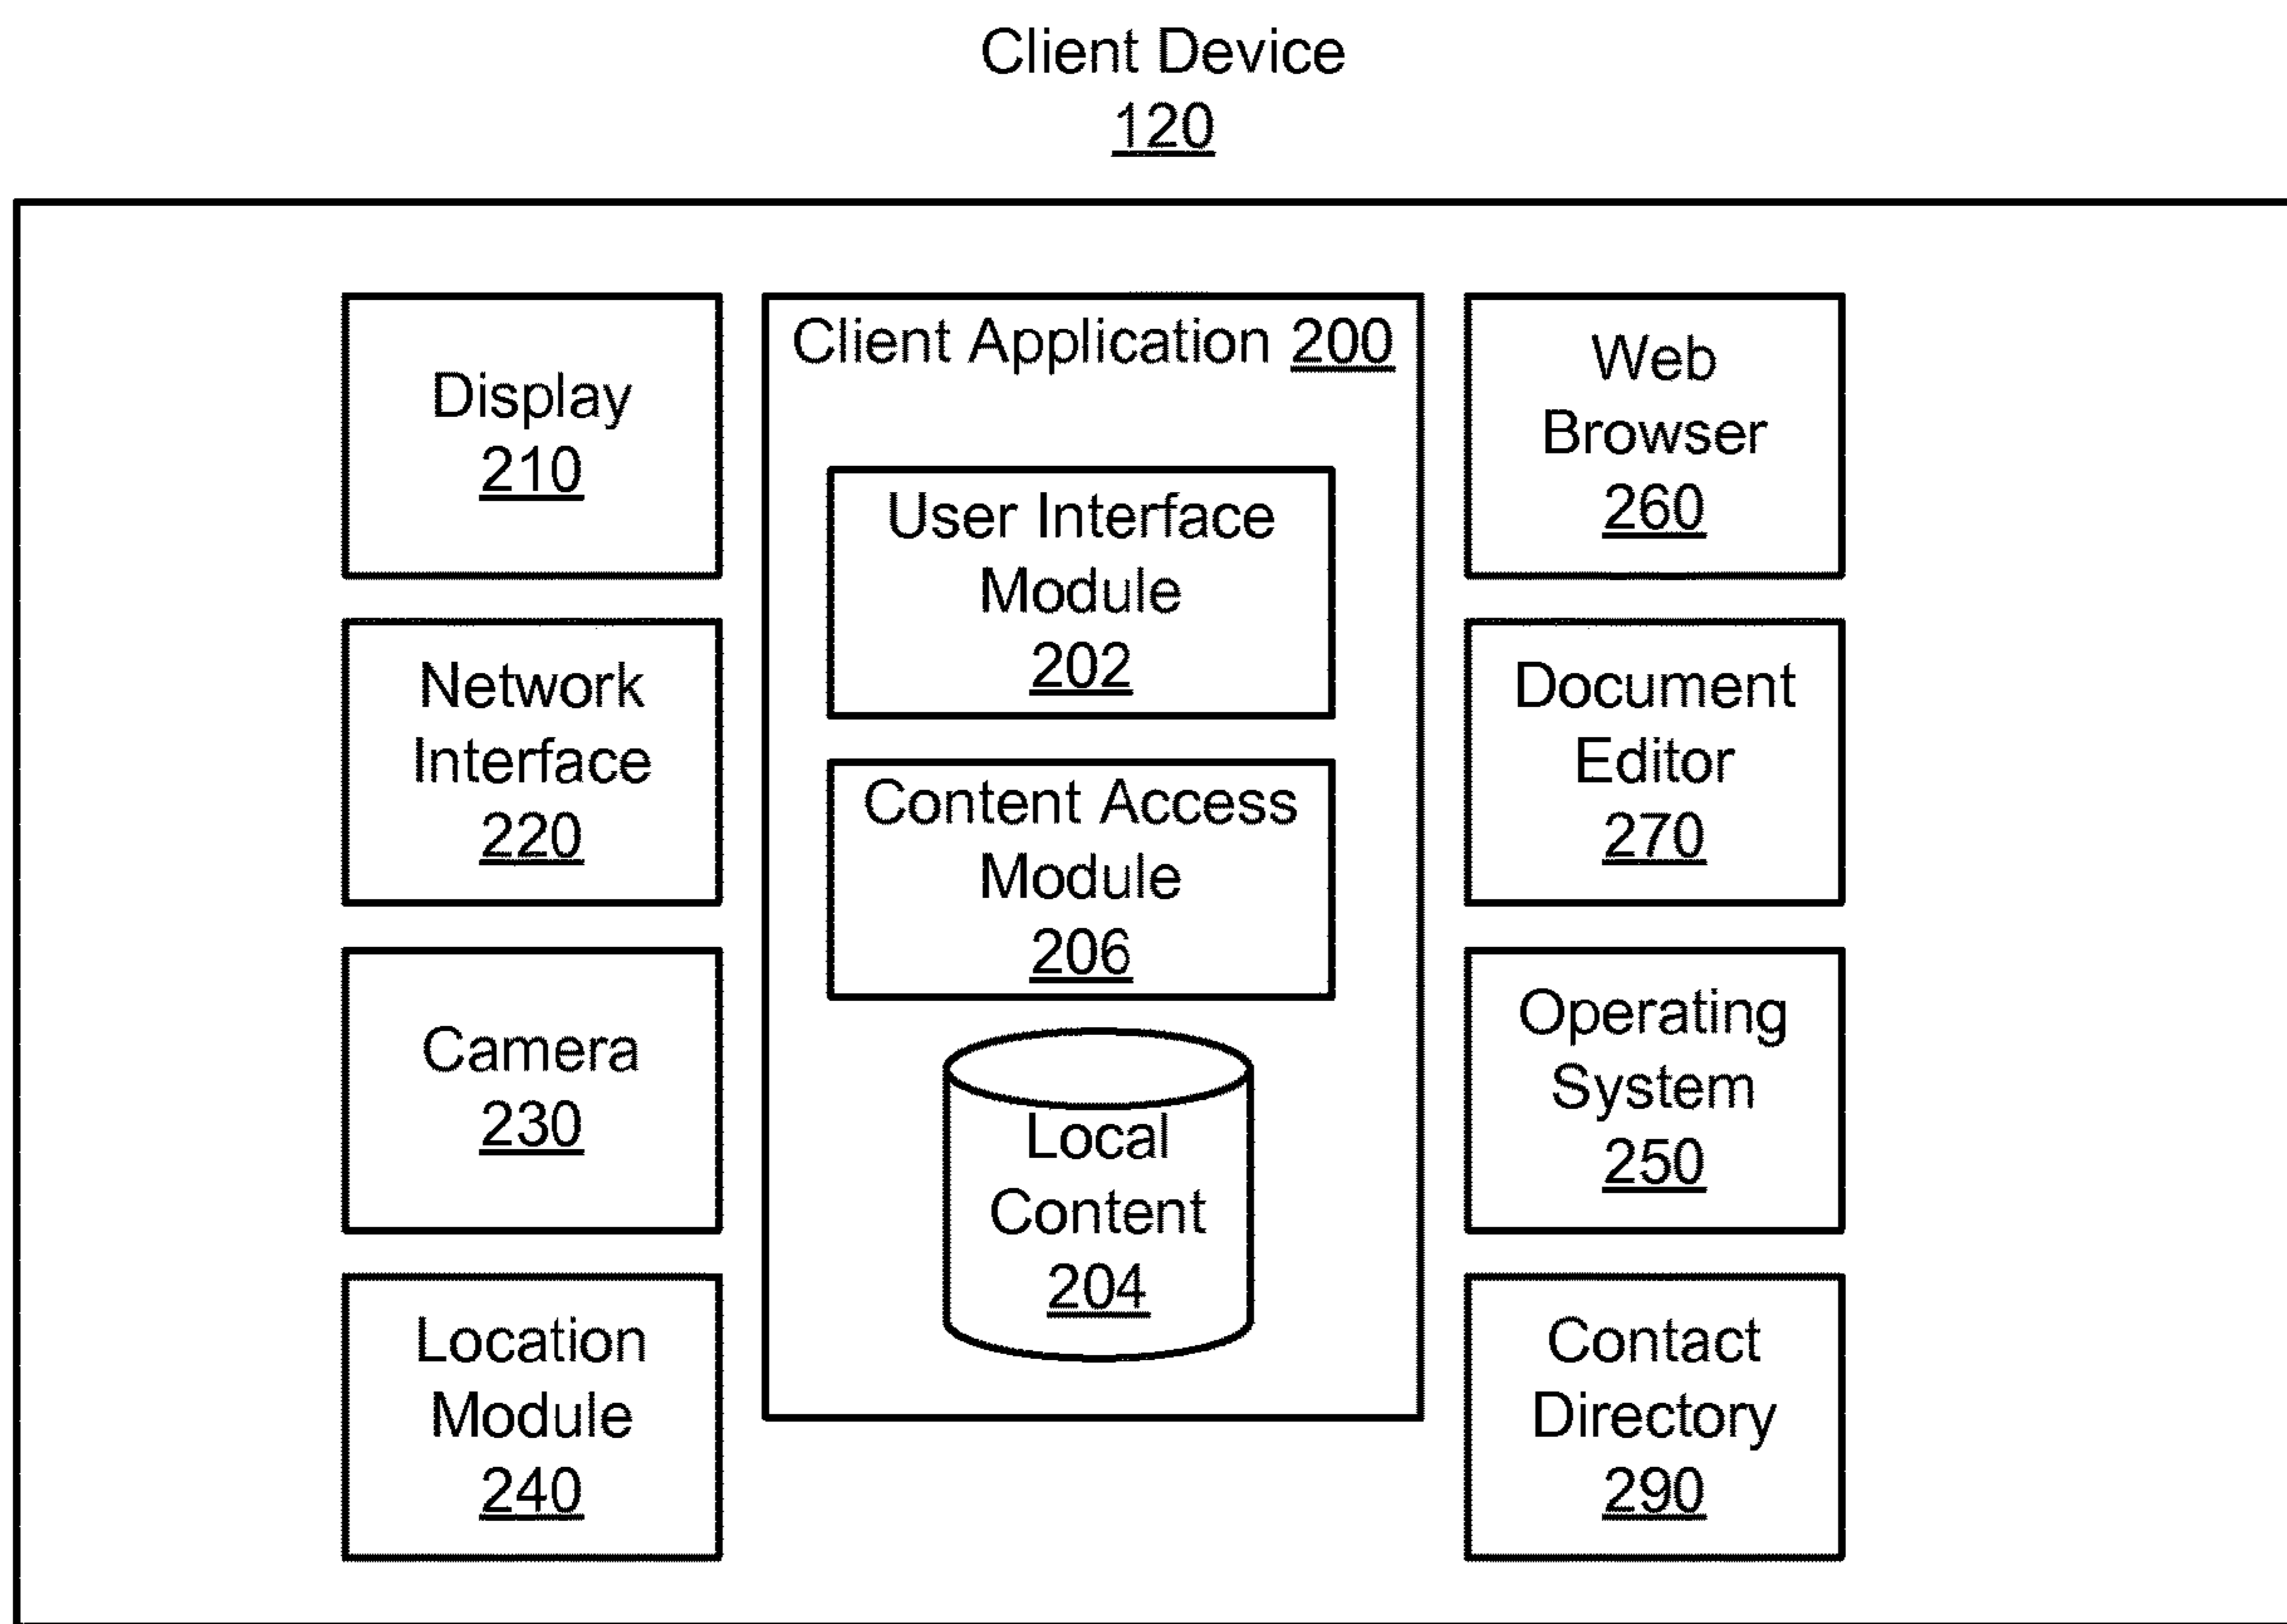 Client Device
120
Display
210
Network
Interface
220
Camera
230
Location
Module
240
Client Application 200
User Interface
Module
202
Content Access
Module
206
Local
Content
204
Web
Browser
260
Document
Editor
270
Operating
System
250
Contact
Directory
290